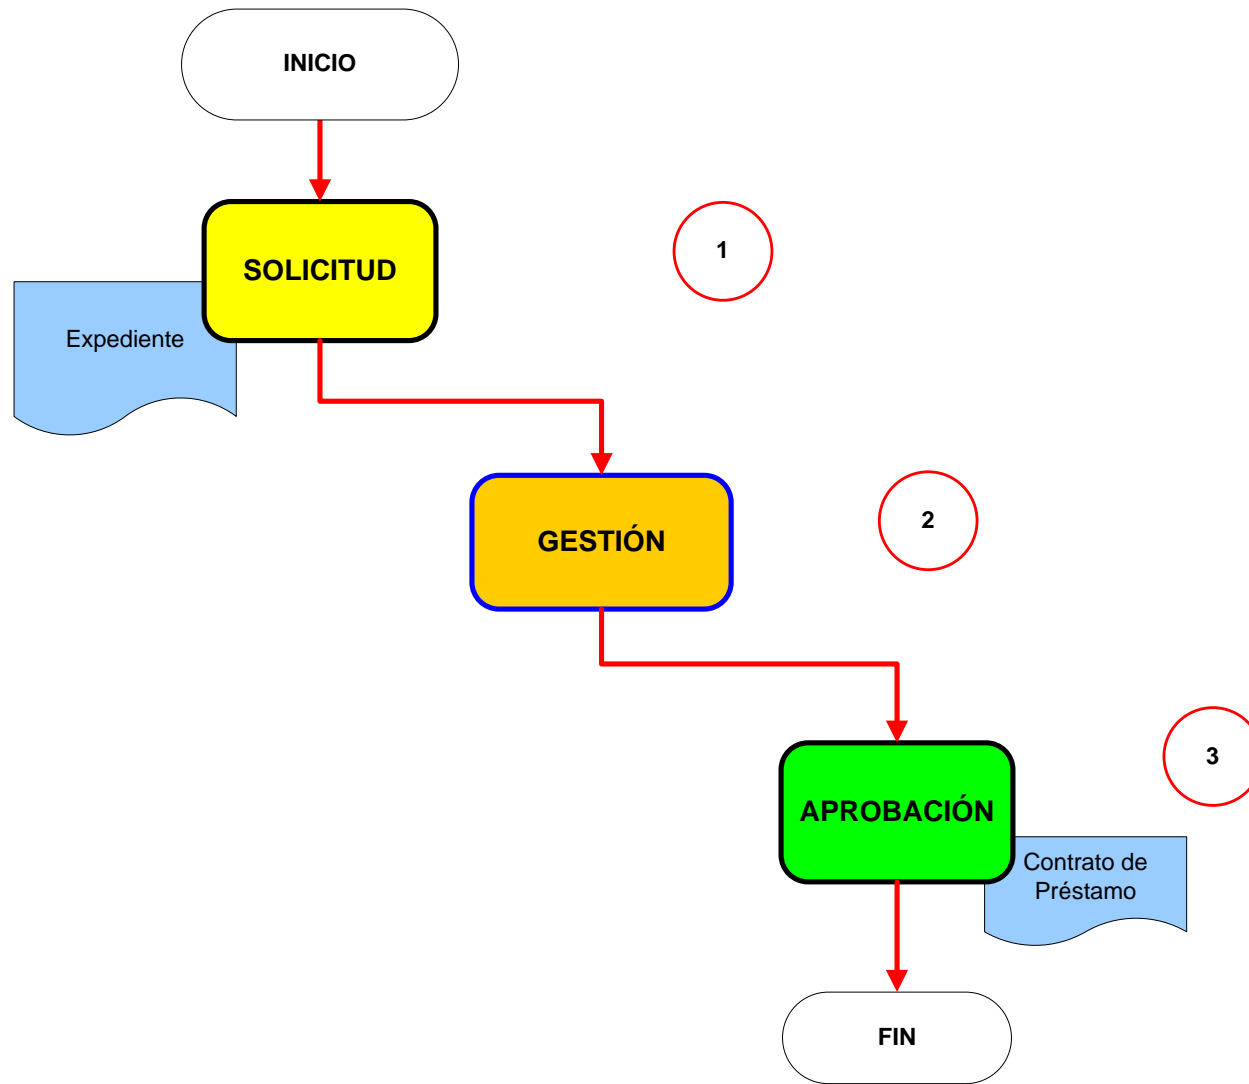 INICIO
SOLICITUD
1
Expediente
GESTIÓN
2
APROBACIÓN
3
Contrato de
Préstamo
FIN